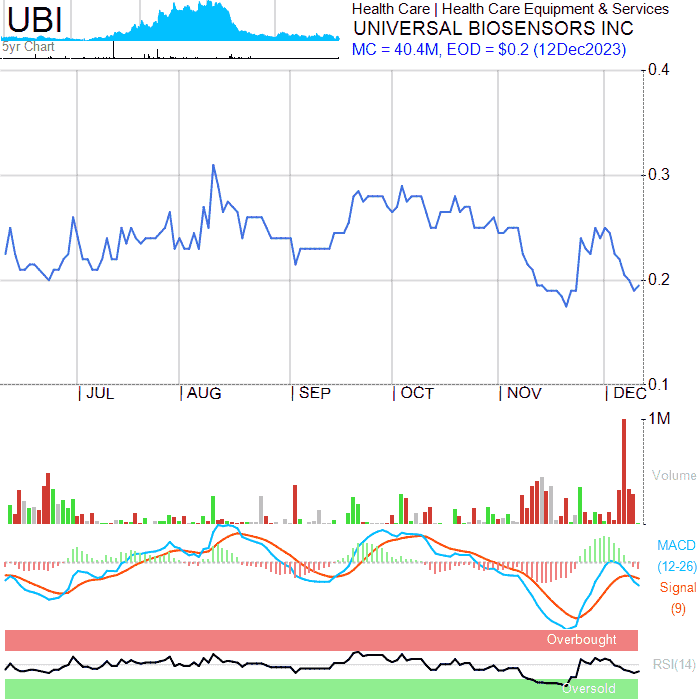 UBI
5yr Chart
Health Care | Health Care Equipment & Services
UNIVERSAL BIOSENSORS INC
MC = 40.4M, EOD = $0.2 (12Dec2023)
0.4
0.3
0.2
0.1
| JUL | AUG | SEP | OCT | NOV | DEC
1M
Volume
MACD
(12-26)
Signal
(9)
Overbought
RSI(14)
Oversold